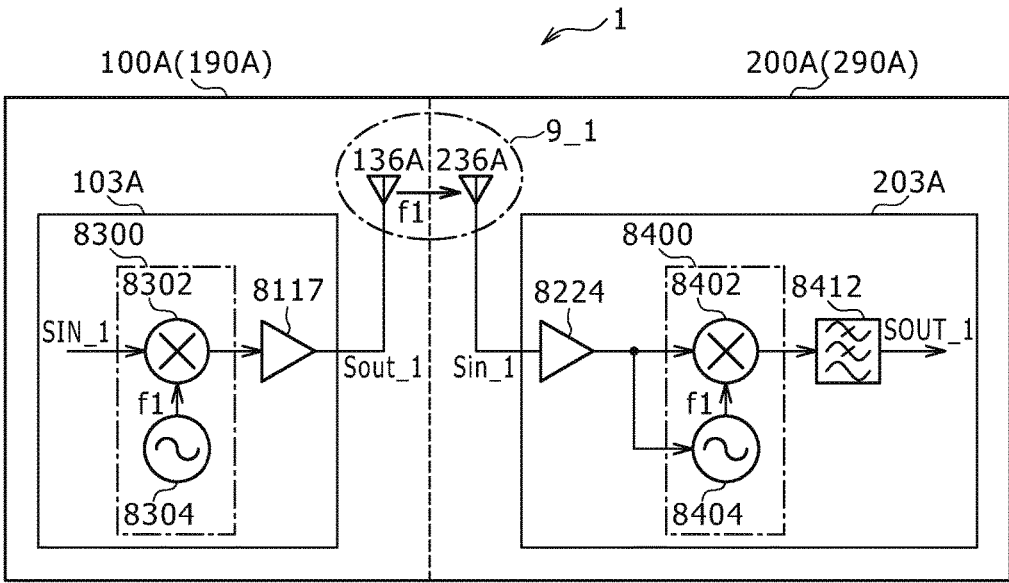 1
100A(190A)
200A(290A)
9_1
136A 236A
f1
103A
203A
8300
8302
8117
SIN_1
f1
8304
Sout_1
Sin_1
8224
8400
8402
8412
SOUT_1
f1
8404